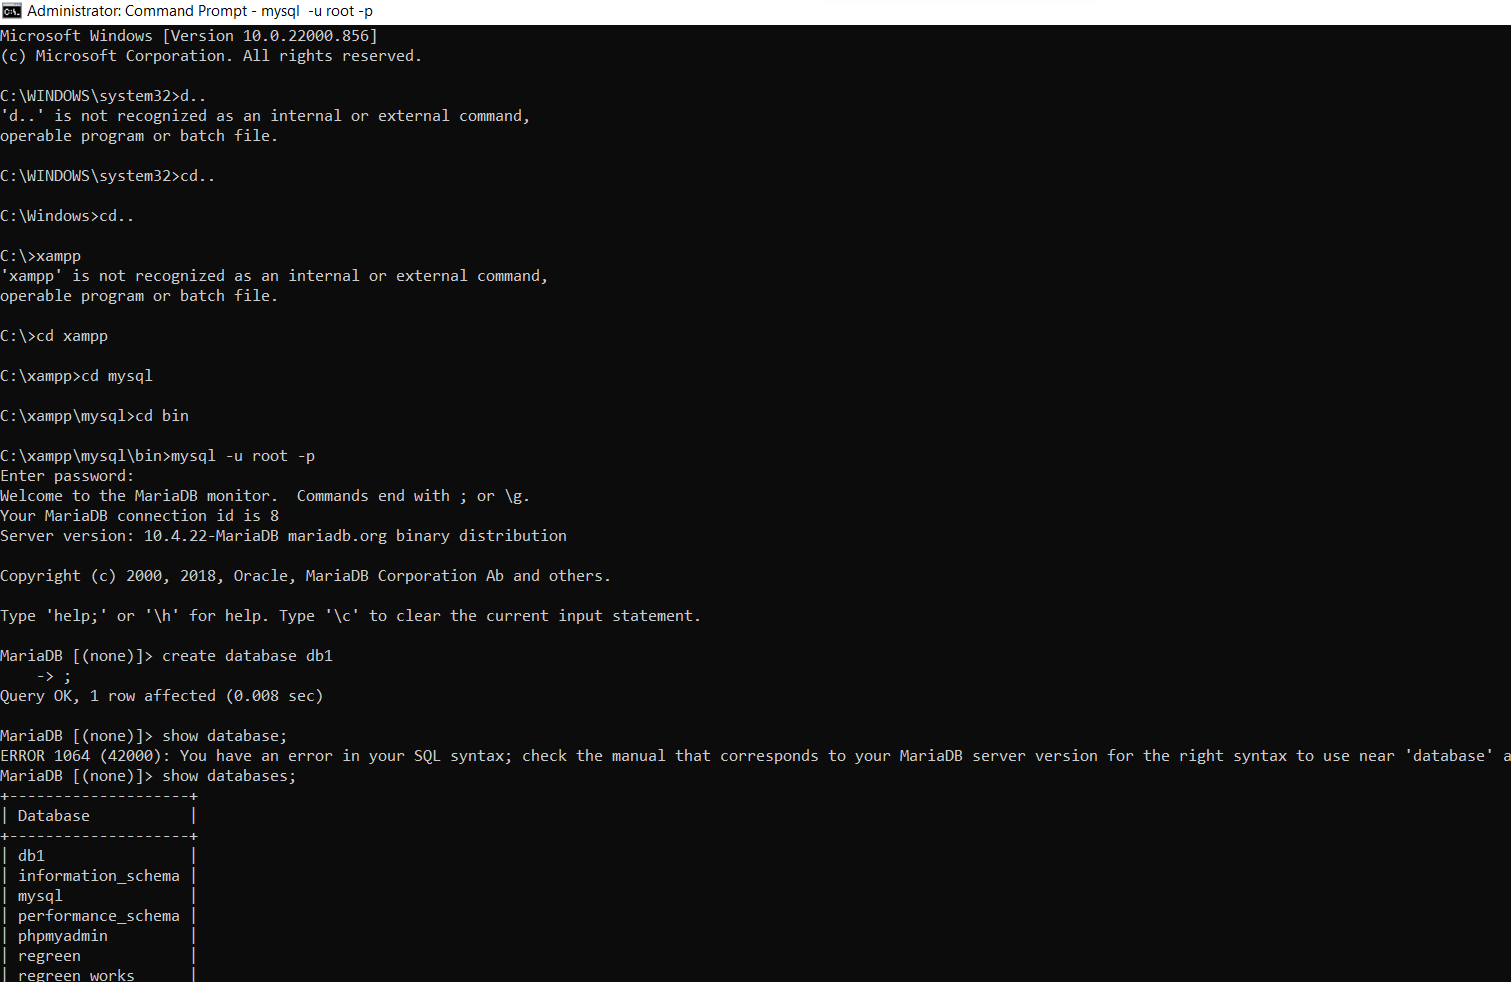 Administrator: Command Prompt - mysql  -u root -p
Microsoft Windows [Version 10.0.22000.856]
(c) Microsoft Corporation. All rights reserved.
C:\WINDOWS\system32>d..
'd..' is not recognized as an internal or external command,
operable program or batch file.
C:\WINDOWS\system32>cd..
C:\Windows>cd..
C:\>xampp
'xampp' is not recognized as an internal or external command,
operable program or batch file.
C:\>cd xampp
C:\xampp>cd mysql
C:\xampp\mysql>cd bin
C:\xampp\mysql\bin>mysql -u root -p
Enter password:
Welcome to the MariaDB monitor.  Commands end with ; or \g.
Your MariaDB connection id is 8
Server version: 10.4.22-MariaDB mariadb.org binary distribution
Copyright (c) 2000, 2018, Oracle, MariaDB Corporation Ab and others.
Type 'help;' or '\h' for help. Type '\c' to clear the current input statement.
MariaDB [(none)]> create database db1
    -> ;
Query OK, 1 row affected (0.008 sec)
MariaDB [(none)]> show database;
ERROR 1064 (42000): You have an error in your SQL syntax; check the manual that corresponds to your MariaDB server version for the right syntax to use near 'database' a
MariaDB [(none)]> show databases;
+--------------------+
| Database           |
+--------------------+
| db1                |
| information_schema |
| mysql              |
| performance_schema |
| phpmyadmin         |
| regreen            |
| regreen_works      |